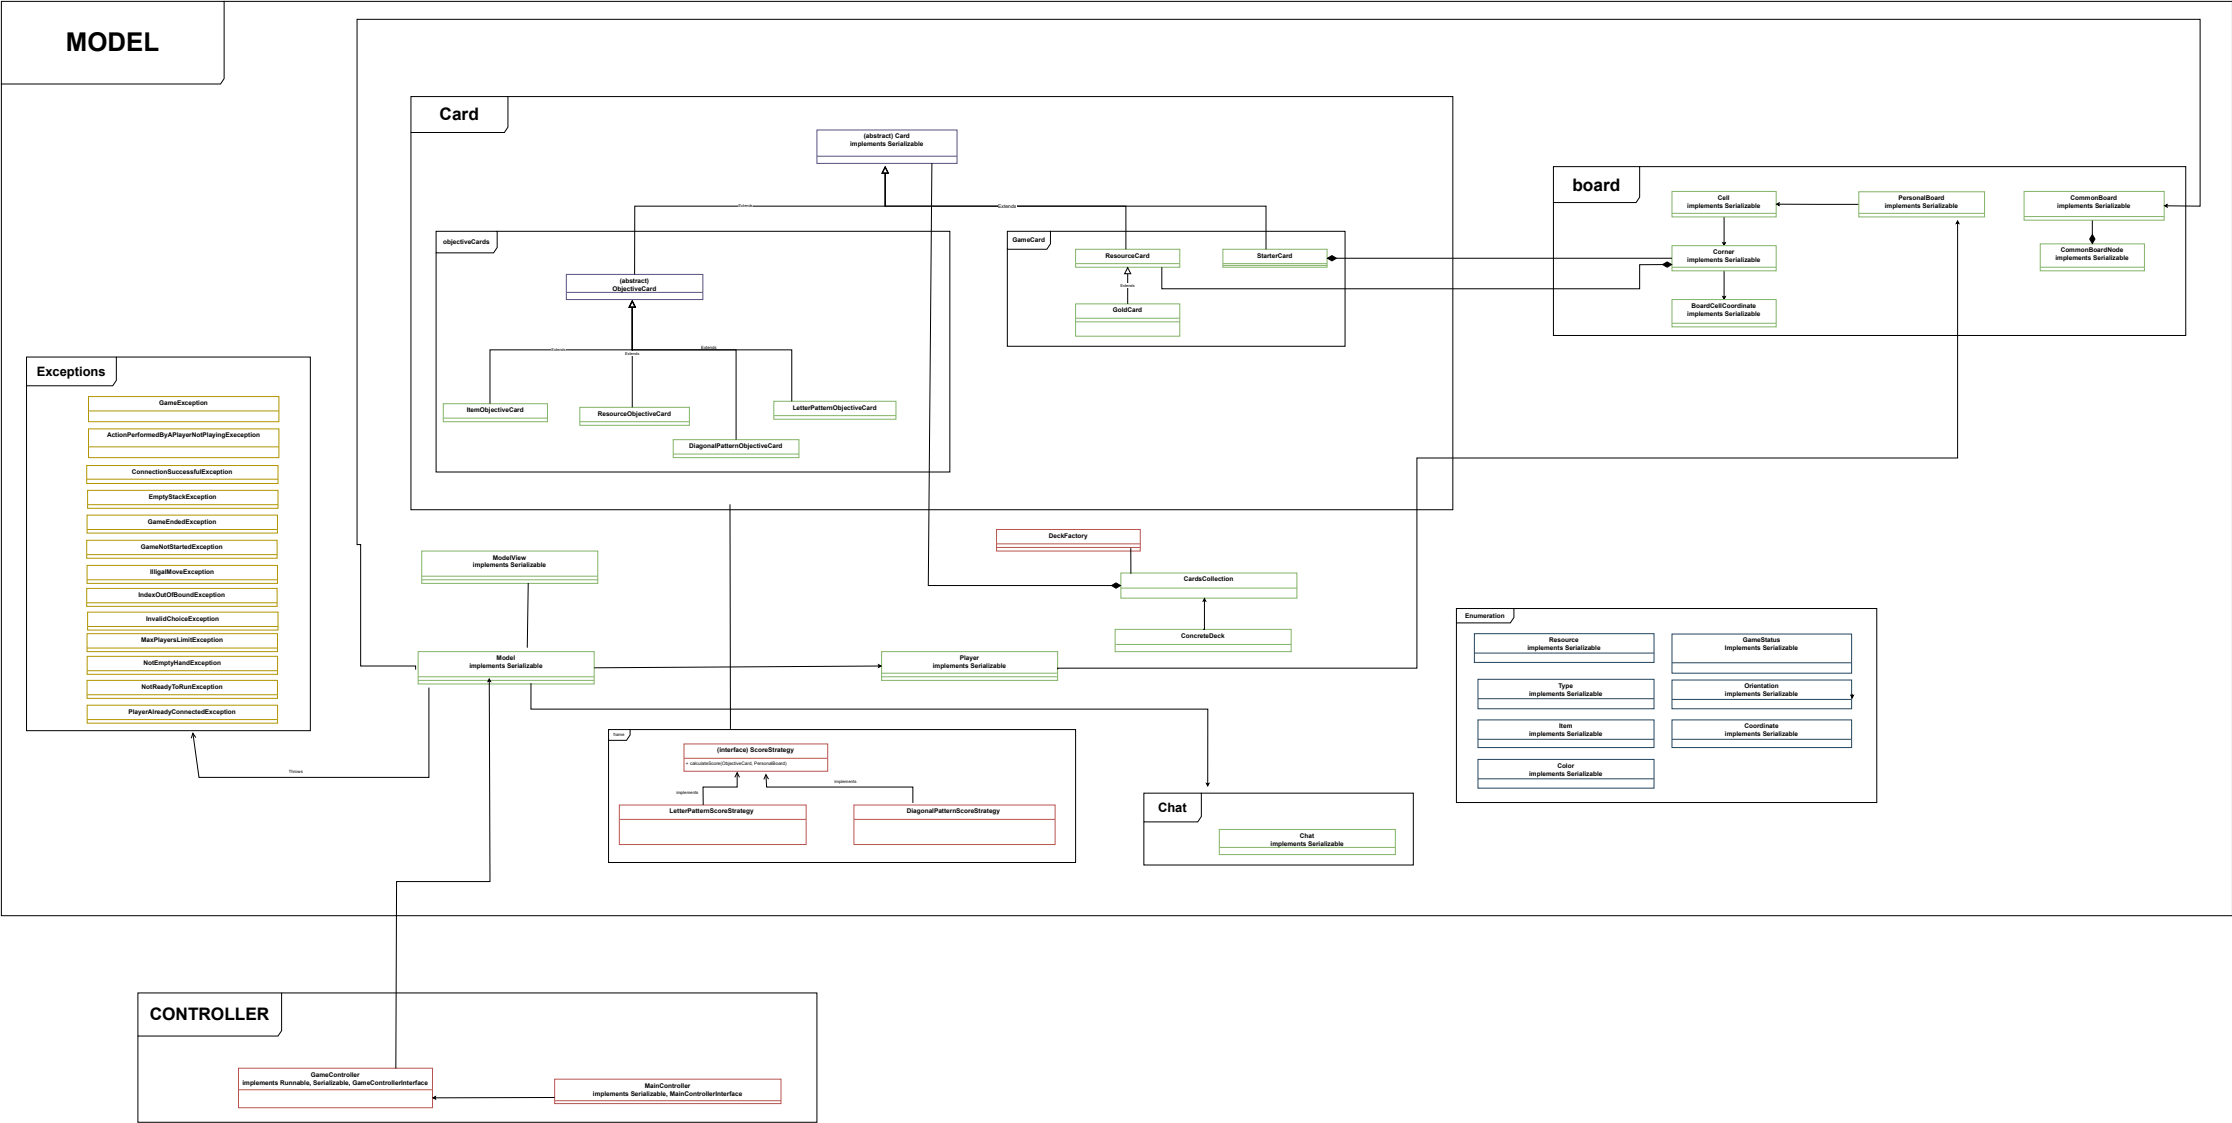 MODEL
Card
(abstract) Card
implements Serializable
Extends
Extends
objectiveCards
(abstract)
ObjectiveCard
Extends
Extends
Extends
ItemObjectiveCard
ResourceObjectiveCard
LetterPatternObjectiveCard
DiagonalPatternObjectiveCard
GameCard
ResourceCard
StarterCard
Extends
GoldCard
board
Cell
implements Serializable
PersonalBoard
implements Serializable
CommonBoard
implements Serializable
Corner
implements Serializable
CommonBoardNode
implements Serializable
BoardCellCoordinate
implements Serializable
Exceptions
GameException
ActionPerformedByAPlayerNotPlayingExeception
ConnectionSuccessfulException
EmptyStackException
GameEndedException
GameNotStartedException
IlligalMoveException
IndexOutOfBoundException
InvalidChoiceException
MaxPlayersLimitException
NotEmptyHandException
NotReadyToRunException
PlayerAlreadyConnectedException
Throws
ModelView
implements Serializable
DeckFactory
CardsCollection
ConcreteDeck
Model
implements Serializable
Player
implements Serializable
Name
(interface) ScoreStrategy
+ calculateScore(ObjectiveCard, PersonalBoard)
implements
implements
LetterPatternScoreStrategy
DiagonalPatternScoreStrategy
Chat
Chat
implements Serializable
Enumeration
Resource
implements Serializable
GameStatus
Implements Serializable
Type
implements Serializable
Orientation
implements Serializable
Item
implements Serializable
Coordinate
implements Serializable
Color
implements Serializable
CONTROLLER
GameController
implements Runnable, Serializable, GameControllerInterface
MainController
implements Serializable, MainControllerInterface